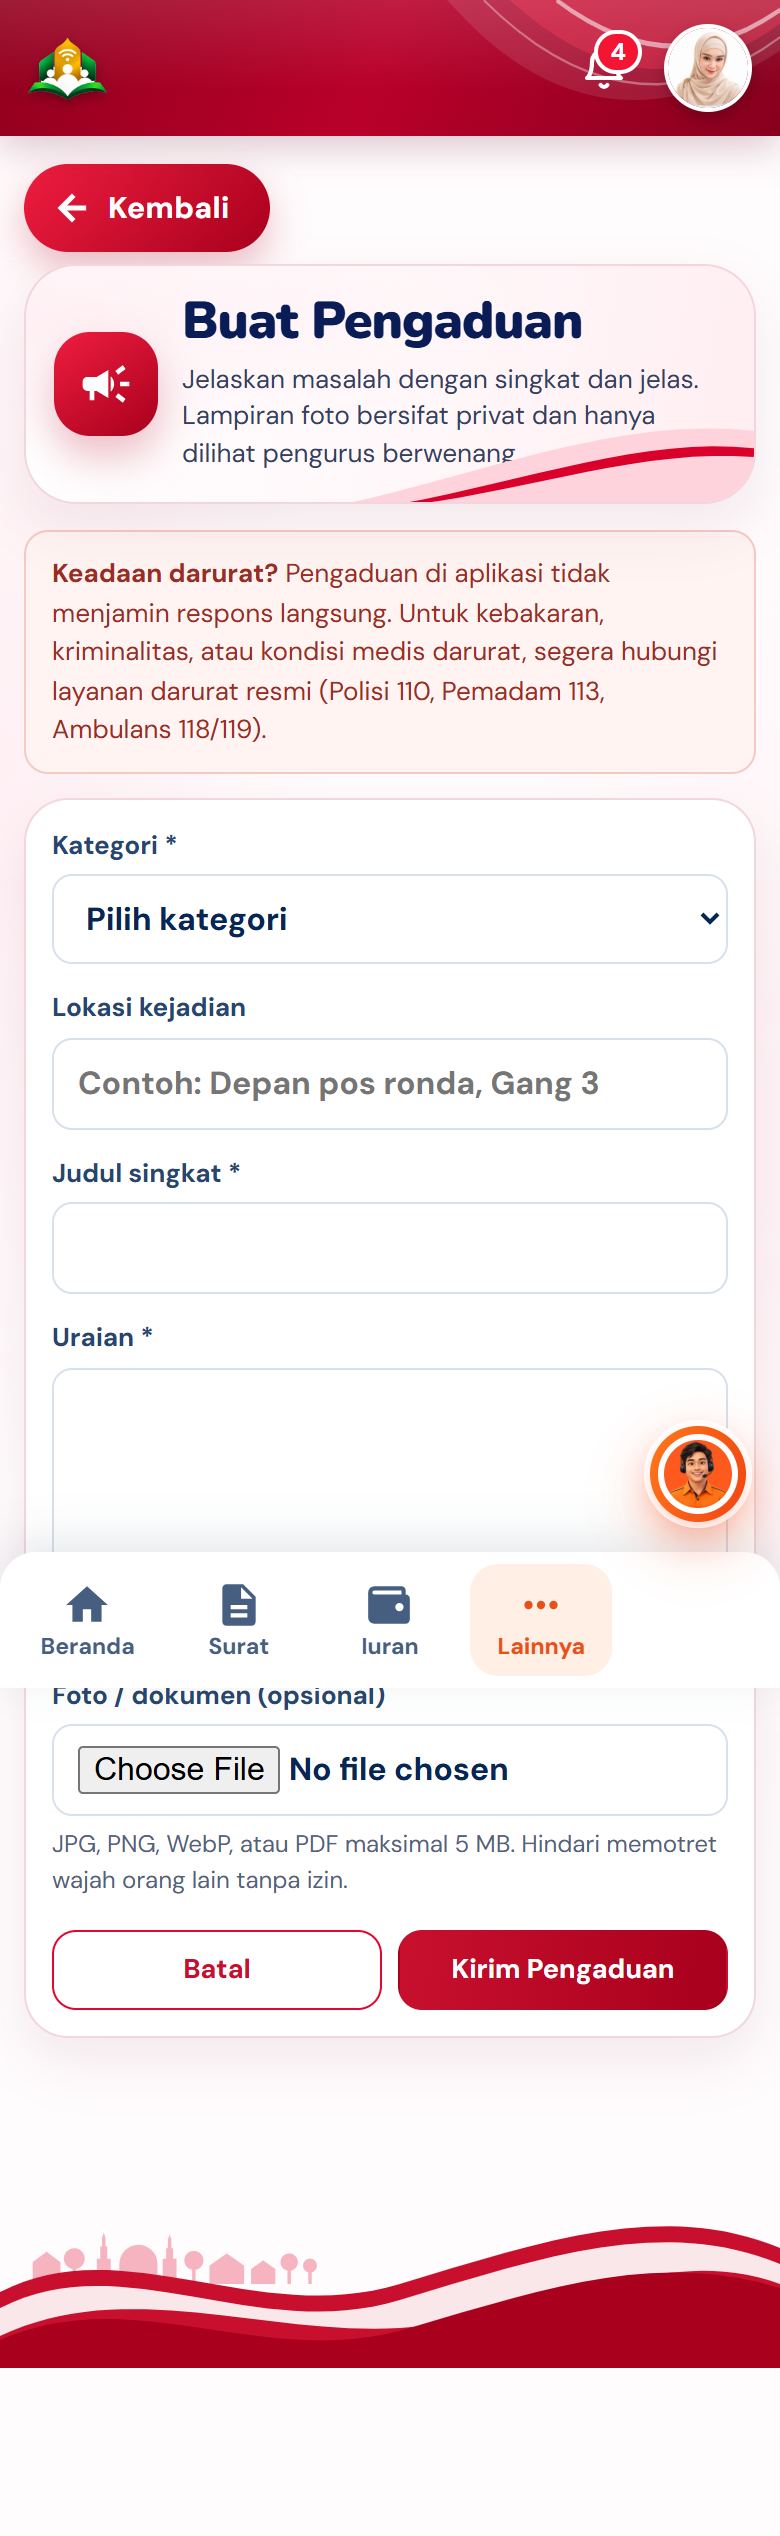 4
Kembali
Buat Pengaduan
Jelaskan masalah dengan singkat dan jelas.
Lampiran foto bersifat privat dan hanya
dilihat pengurus berwenang
Keadaan darurat? Pengaduan di aplikasi tidak
menjamin respons langsung. Untuk kebakaran,
kriminalitas, atau kondisi medis darurat, segera hubungi
layanan darurat resmi (Polisi 110, Pemadam 113,
Ambulans 118/119).
Kategori *
Pilih kategori
Lokasi kejadian
Contoh: Depan pos ronda, Gang 3
Judul singkat *
Uraian *
Beranda
Surat
Iuran
Lainnya
Foto / dokumen (opsional)
Choose File No file chosen
JPG, PNG, WebP, atau PDF maksimal 5 MB. Hindari memotret
wajah orang lain tanpa izin.
Batal
Kirim Pengaduan